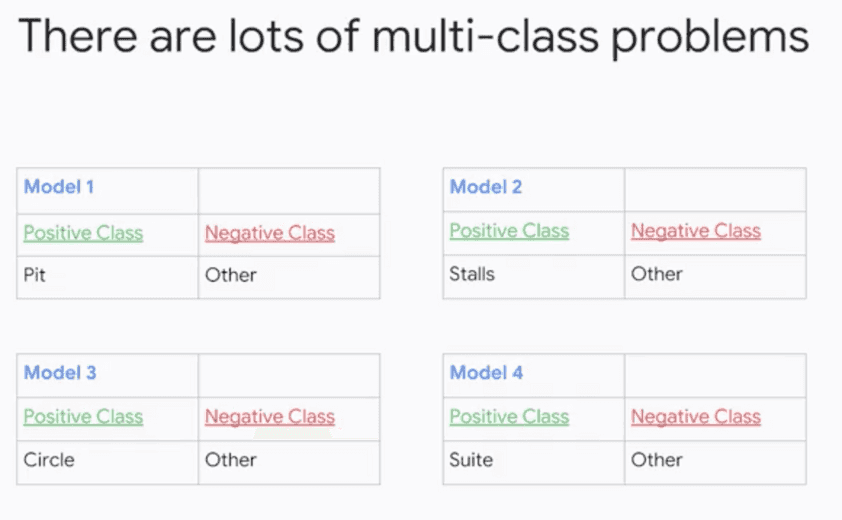 There are lots of multi-class problems
Model 1
Positive Class Negative Class
Pit Other
Model 2
Positive Class Negative Class
Stalls Other
Model 3
Positive Class Negative Class
Circle Other
Model 4
Positive Class Negative Class
Suite Other